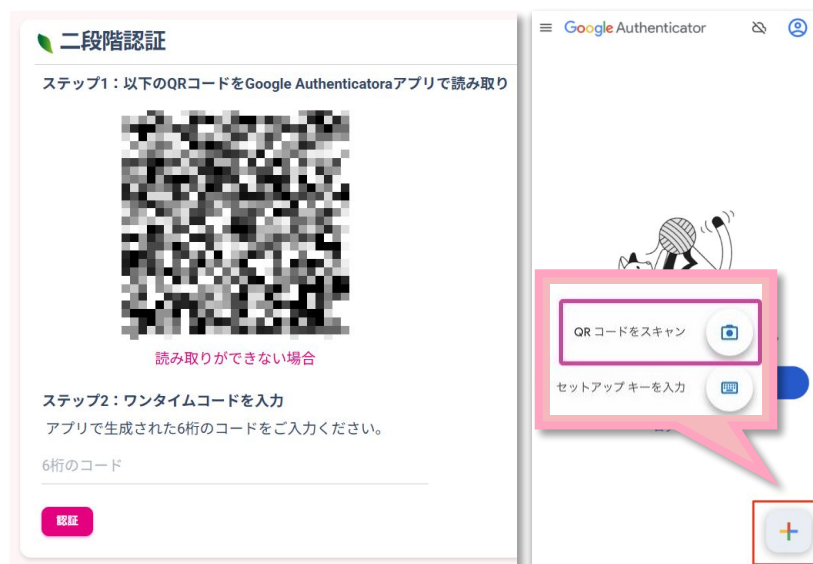 二段階認証
ステップ1：以下のQRコードをGoogle Authenticatoraアプリで読み取り
読み取りができない場合
ステップ2：ワンタイムコードを入力
アプリで生成された6桁のコードをご入力ください。
6桁のコード
認証
Google Authenticator
QR コードをスキャン
セットアップ キーを入力